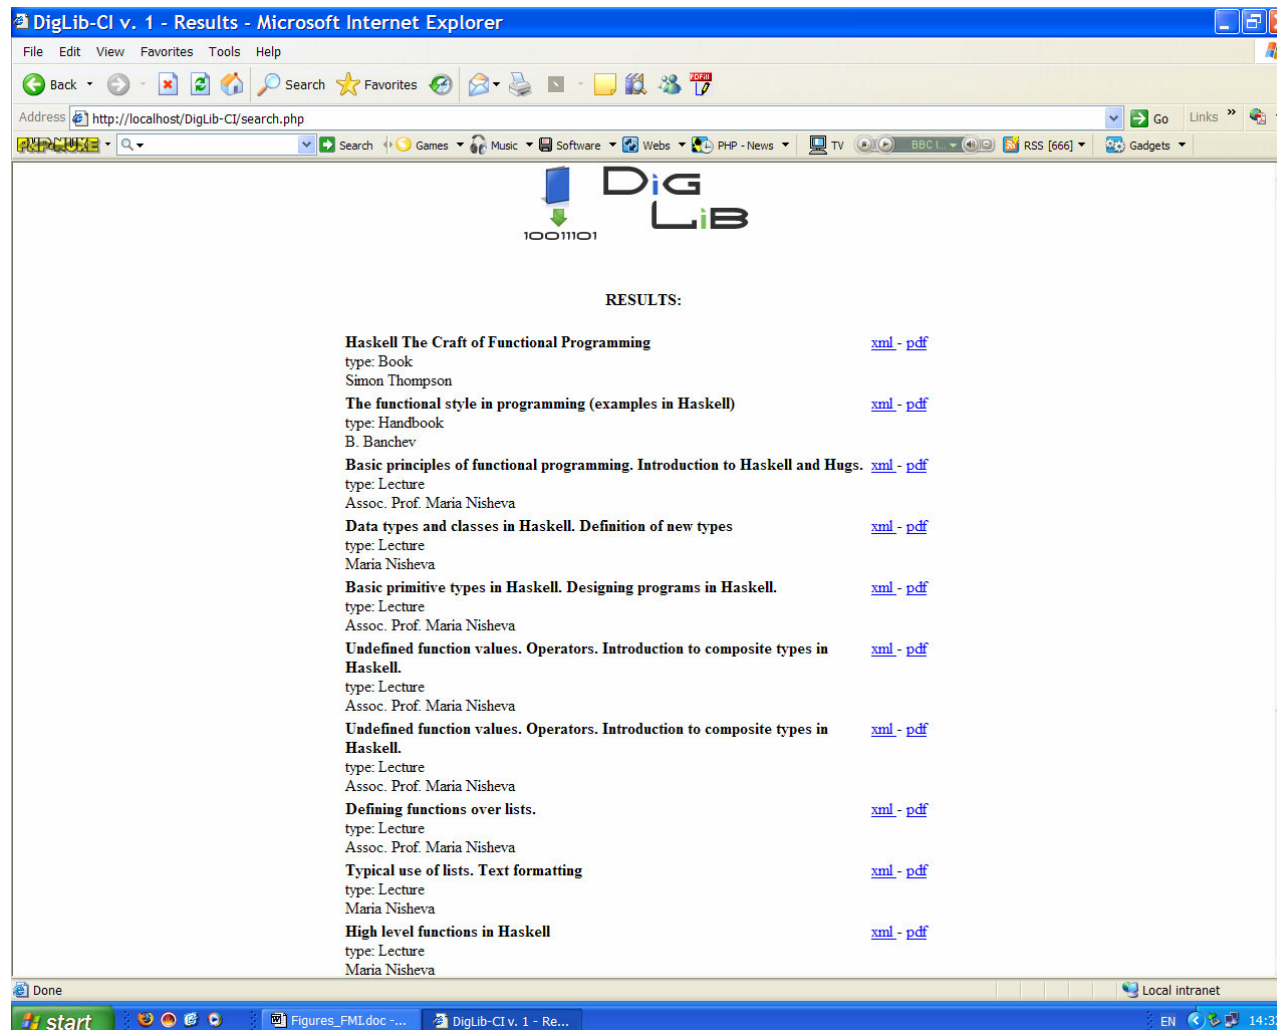 DigLib-CI v. 1 - Results - Microsoft Internet Explorer
File Edit View Favorites Tools Help
Back Search Favorites
Address http://localhost/DigLib-CI/search.php Go Links »
Search Games Music Software Webs PHP - News TV BBC I... RSS [666] Gadgets
DiG
LiB
10011101
RESULTS:
Haskell The Craft of Functional Programming xml - pdf
type: Book
Simon Thompson
The functional style in programming (examples in Haskell) xml - pdf
type: Handbook
B. Banchev
Basic principles of functional programming. Introduction to Haskell and Hugs. xml - pdf
type: Lecture
Assoc. Prof. Maria Nisheva
Data types and classes in Haskell. Definition of new types xml - pdf
type: Lecture
Maria Nisheva
Basic primitive types in Haskell. Designing programs in Haskell. xml - pdf
type: Lecture
Assoc. Prof. Maria Nisheva
Undefined function values. Operators. Introduction to composite types in xml - pdf
Haskell.
type: Lecture
Assoc. Prof. Maria Nisheva
Undefined function values. Operators. Introduction to composite types in xml - pdf
Haskell.
type: Lecture
Assoc. Prof. Maria Nisheva
Defining functions over lists. xml - pdf
type: Lecture
Assoc. Prof. Maria Nisheva
Typical use of lists. Text formatting xml - pdf
type: Lecture
Maria Nisheva
High level functions in Haskell xml - pdf
type: Lecture
Maria Nisheva
Done Local intranet
start Figures_FMI.doc -... DigLib-CI v. 1 - Re... EN